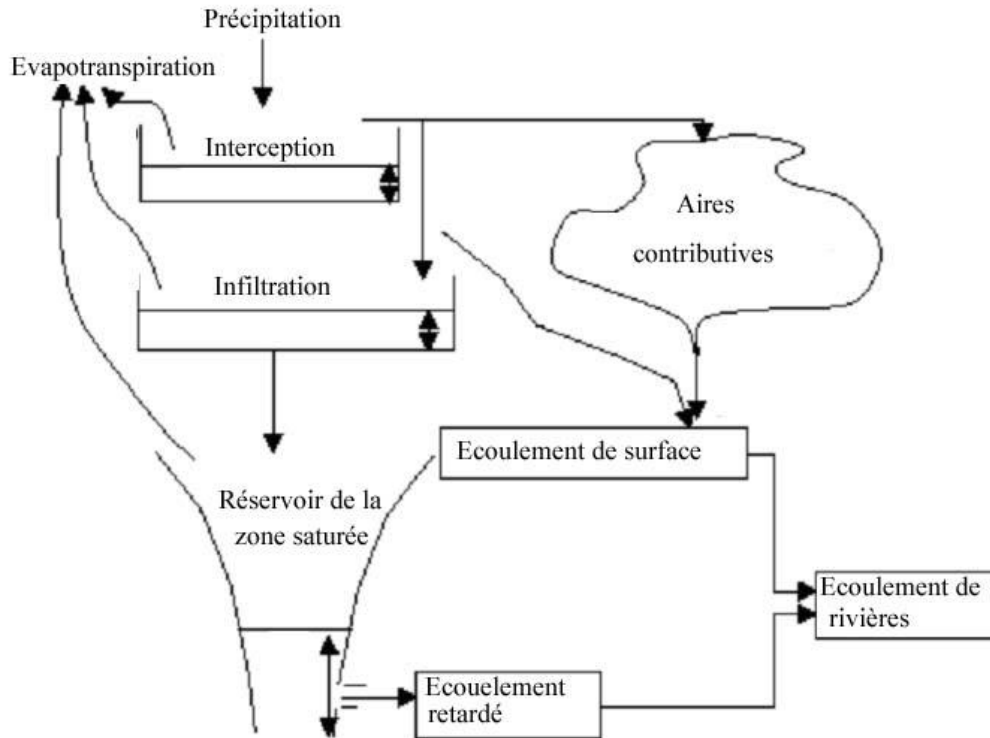 Précipitation
Evapotranspiration
Interception
Aires
contributives
Infiltration
Ecoulement de surface
Réservoir de la
zone saturée
Ecoulement de
rivières
Ecouelement
retardé